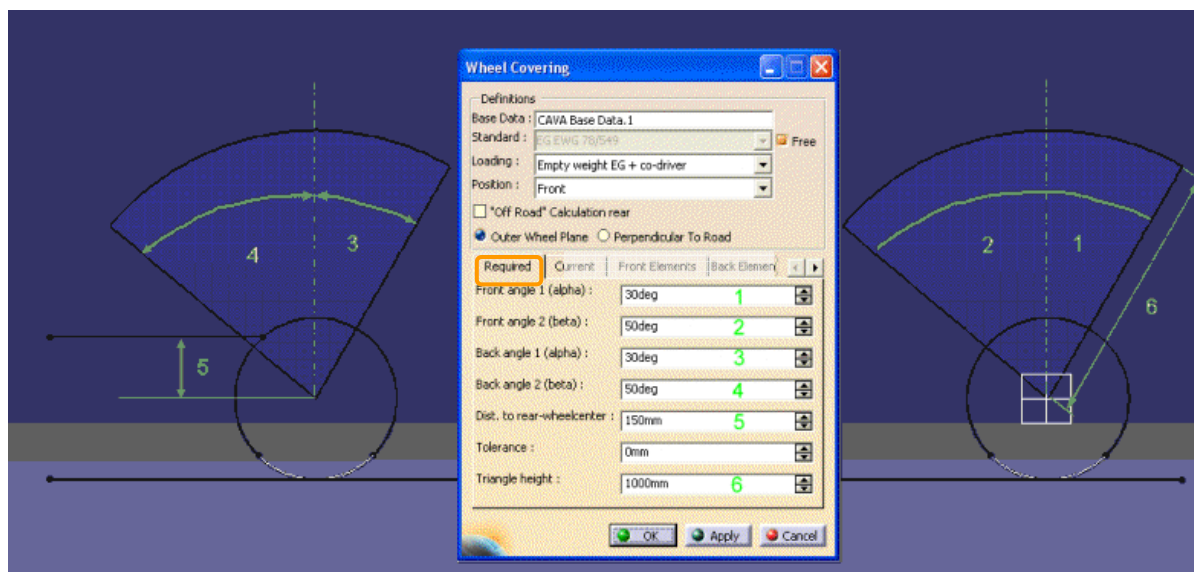 Wheel Covering
Definitions
Base Data : CAVA Base Data.1
Standard : EG EWG 78/549 Free
Loading : Empty weight EG + co-driver
Position : Front
"Off Road" Calculation rear
Outer Wheel Plane Perpendicular To Road
Required Current Front Elements Back Elemen
Front angle 1 (alpha) : 30deg 1
Front angle 2 (beta) : 50deg 2
Back angle 1 (alpha) : 30deg 3
Back angle 2 (beta) : 50deg 4
Dist. to rear-wheelcenter : 150mm 5
Tolerance : 0mm
Triangle height : 1000mm 6
OK Apply Cancel
4 3
5
2 1
6